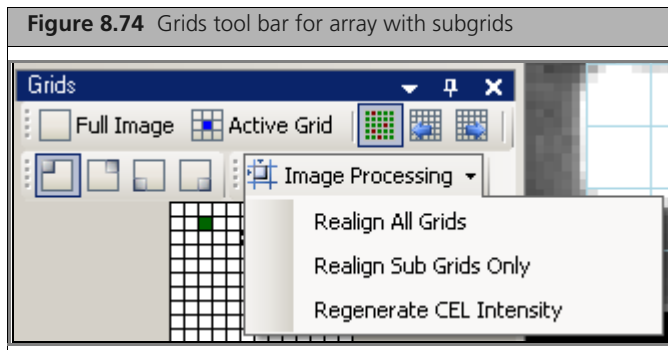 Figure 8.74 Grids tool bar for array with subgrids
Grids
Full Image Active Grid
Image Processing
Realign All Grids
Realign Sub Grids Only
Regenerate CEL Intensity